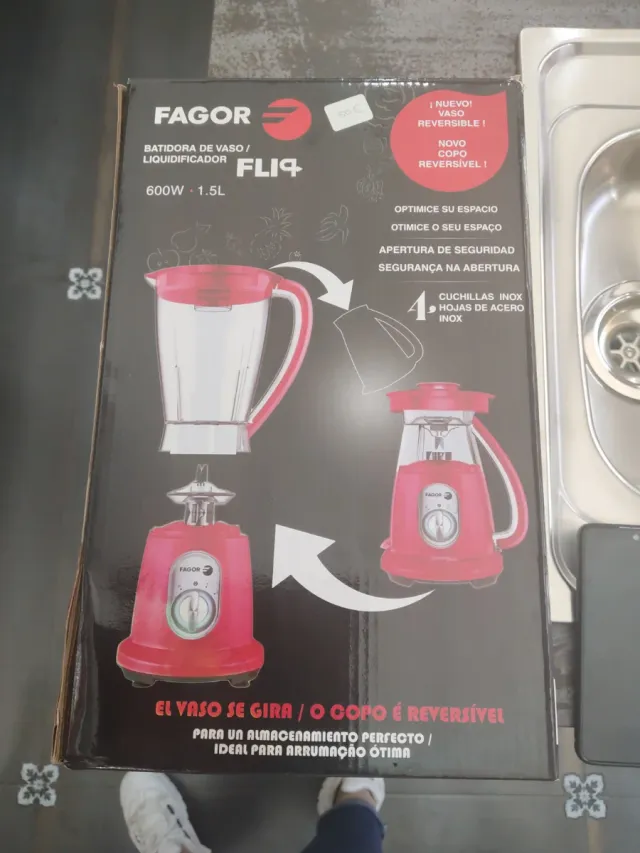 FAGOR
¡ NUEVO!
VASO
REVERSIBLE !
NOVO
COPO
REVERSÍVEL !
BATIDORA DE VASO /
LIQUIDIFICADOR
FLIP
600W · 1.5L
OPTIMICE SU ESPACIO
OTIMICE O SEU ESPAÇO
APERTURA DE SEGURIDAD
SEGURANÇA NA ABERTURA
4, CUCHILLAS INOX
HOJAS DE ACERO
INOX
FAGOR
FAGOR
EL VASO SE GIRA / O COPO É REVERSÍVEL
PARA UN ALMACENAMIENTO PERFECTO /
IDEAL PARA ARRUMAÇÃO ÓTIMA